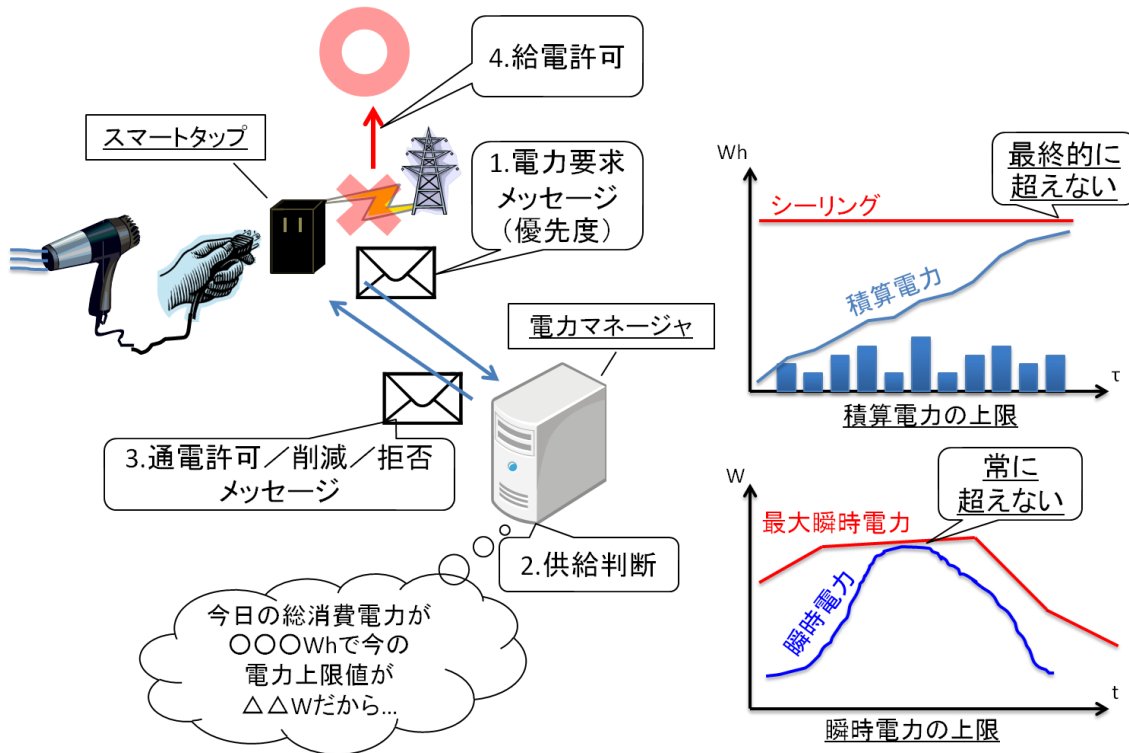 4.給電許可
スマートタップ
1.電力要求
メッセージ
(優先度)
電力マネージャ
3.通電許可／削減／拒否
メッセージ
2.供給判断
今日の総消費電力が
〇〇〇Whで今の
電力上限値が
△△Wだから...
Wh
最終的に
超えない
シーリング
積算電力
τ
積算電力の上限
W
常に
超えない
最大瞬時電力
瞬時電力
t
瞬時電力の上限